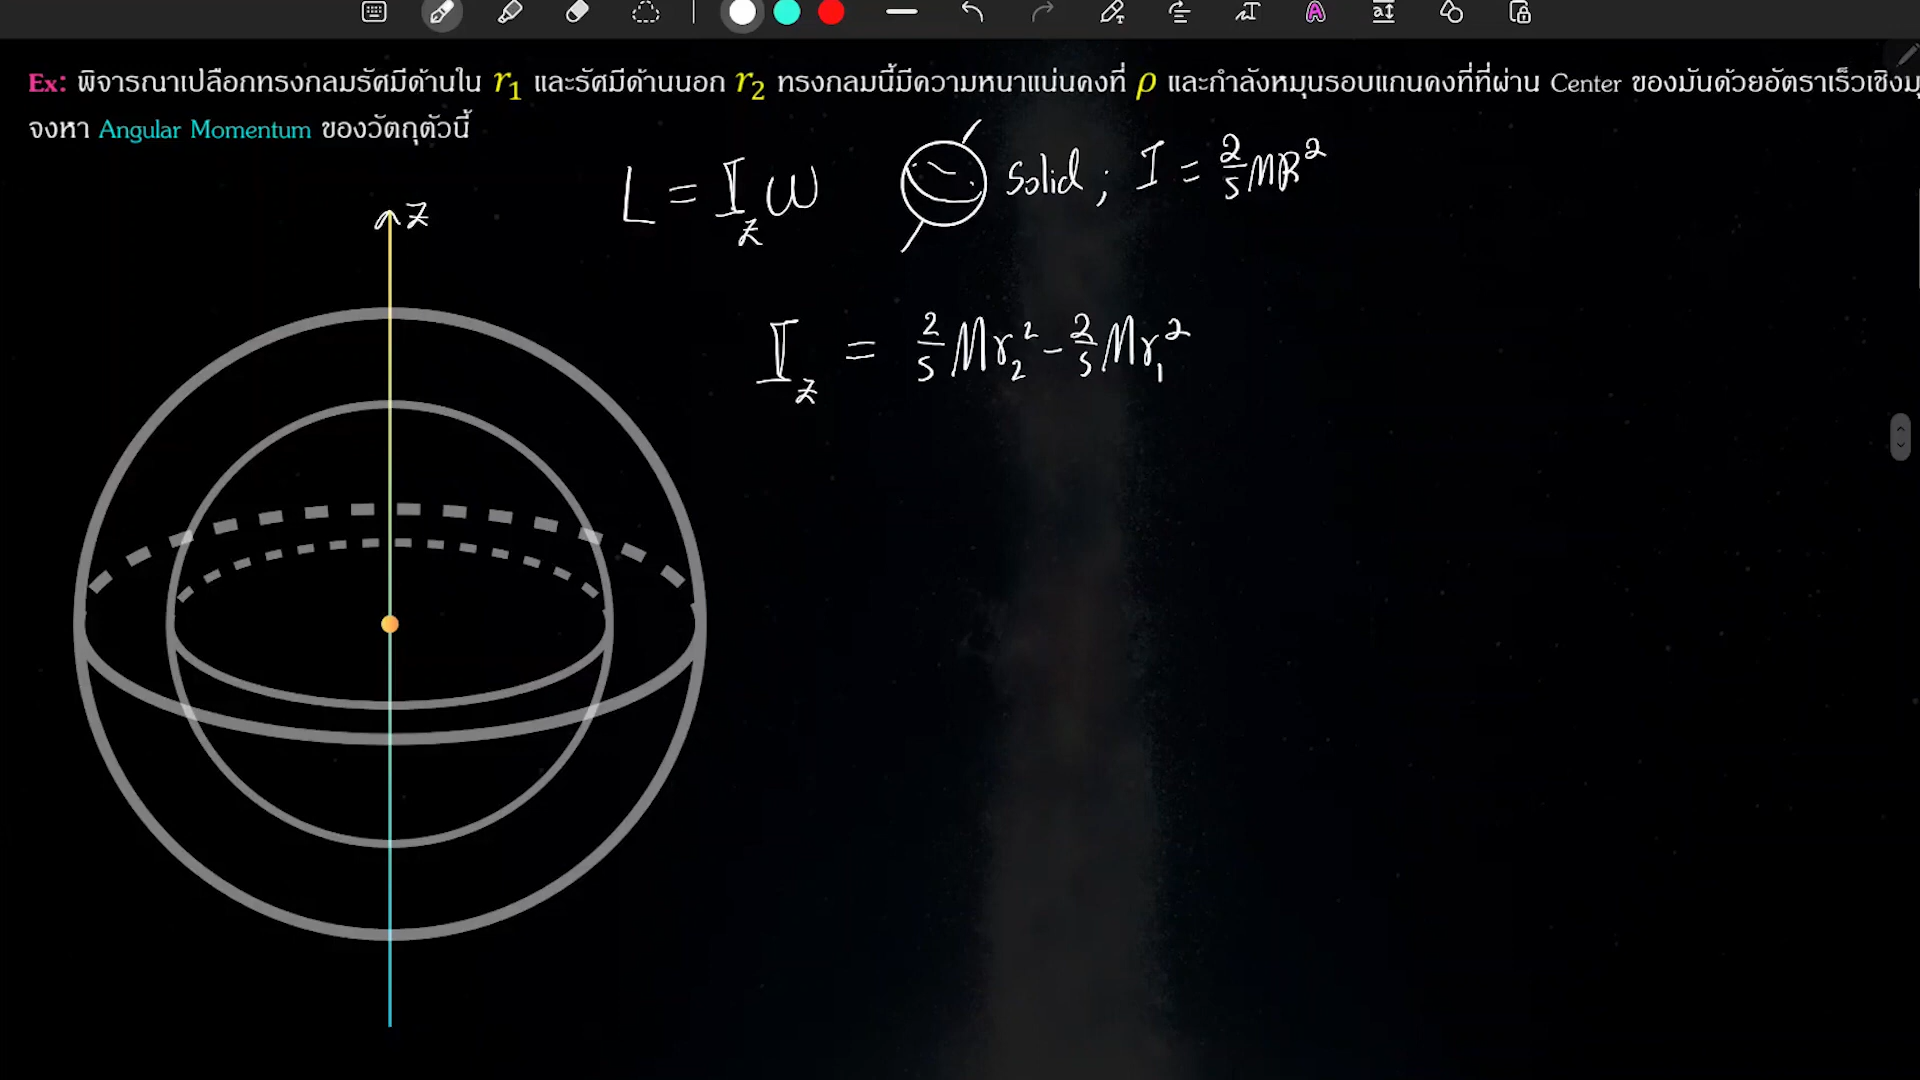 Ex: พิจารณาเปลือกทรงกลมรัศมีด้านใน r₁ และรัศมีด้านนอก r₂ ทรงกลมนี้มีความหนาแน่นคงที่ ρ และกำลังหมุนรอบแกนคงที่ที่ผ่าน Center ของมันด้วยอัตราเร็วเชิงมุ
จงหา Angular Momentum ของวัตถุตัวนี้
L = I_z ω
Solid ; I = 2/5 MR²
z
I_z = 2/5 Mr₂² - 2/5 Mr₁²